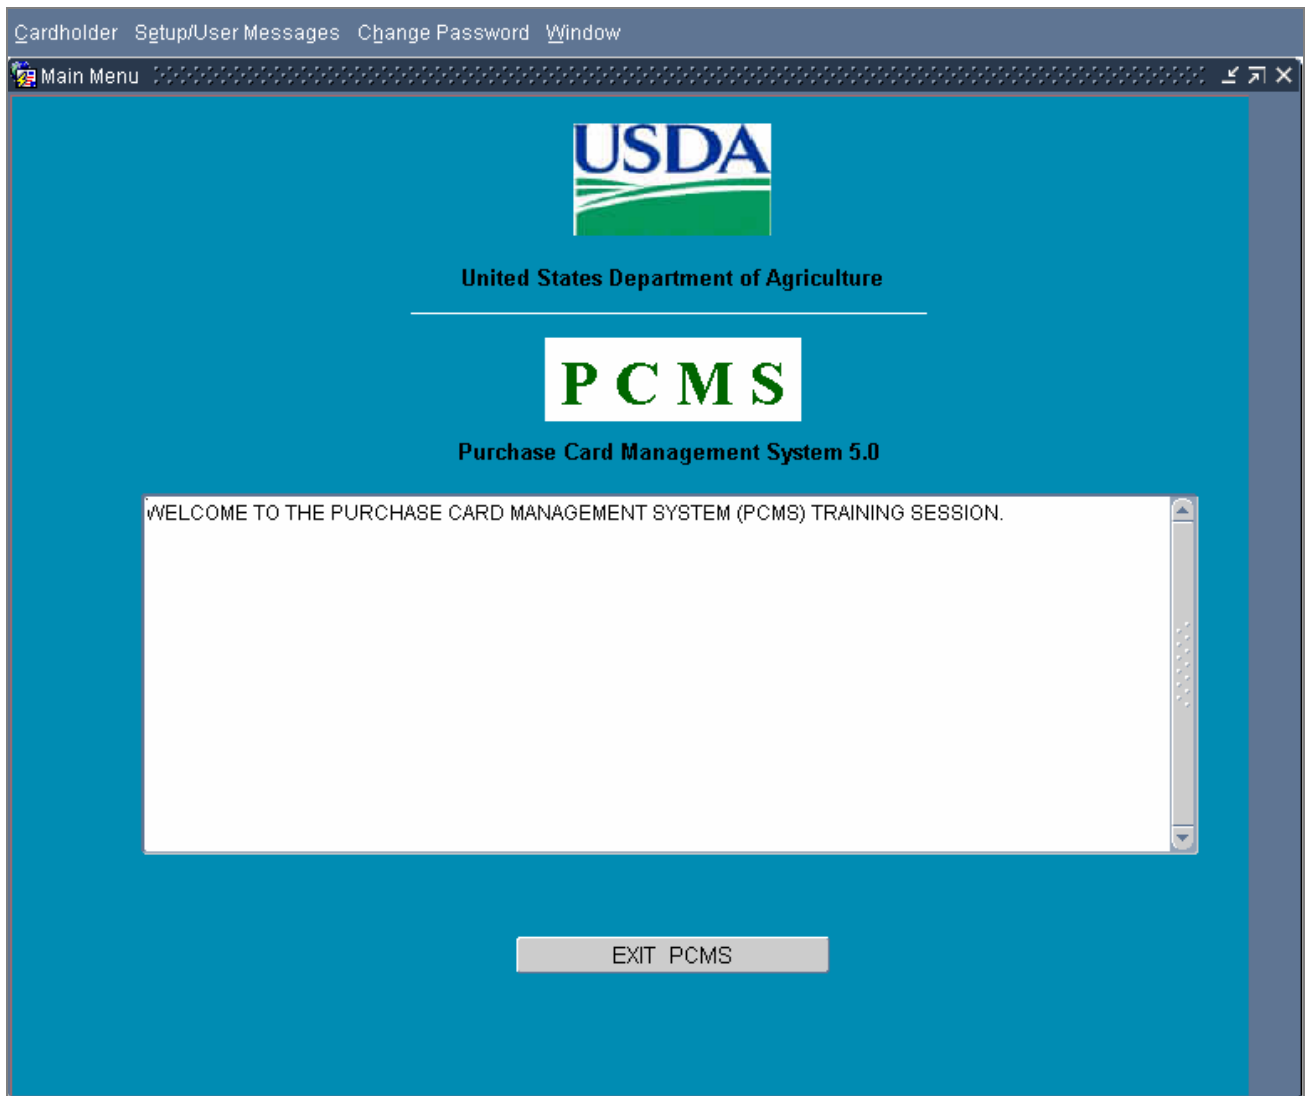 Cardholder Setup/User Messages Change Password Window
Main Menu
USDA
United States Department of Agriculture
P C M S
Purchase Card Management System 5.0
WELCOME TO THE PURCHASE CARD MANAGEMENT SYSTEM (PCMS) TRAINING SESSION.
EXIT PCMS